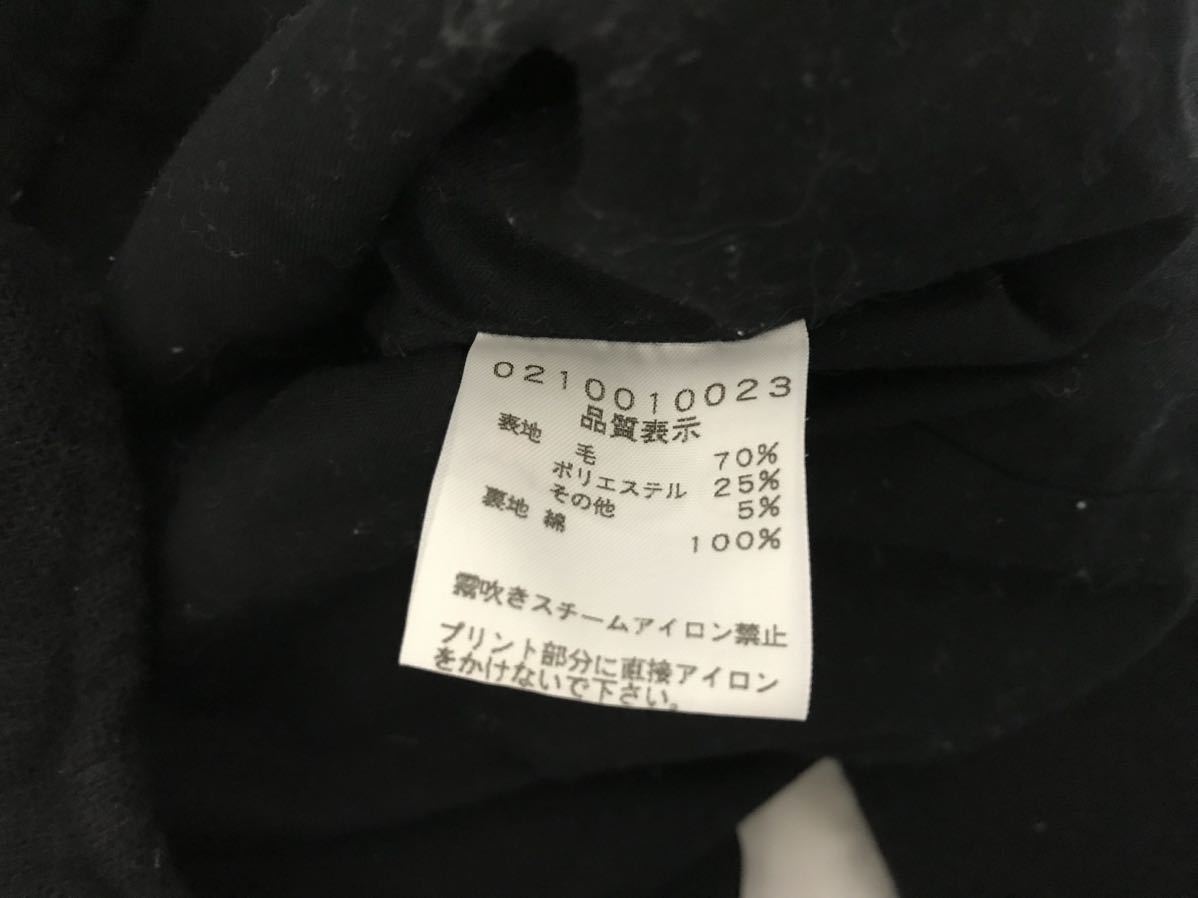 0210010023
品質表示
表地 毛 70%
ポリエステル 25%
その他 5%
裏地 綿 100%
霧吹きスチームアイロン禁止
プリント部分に直接アイロン
をかけないで下さい。